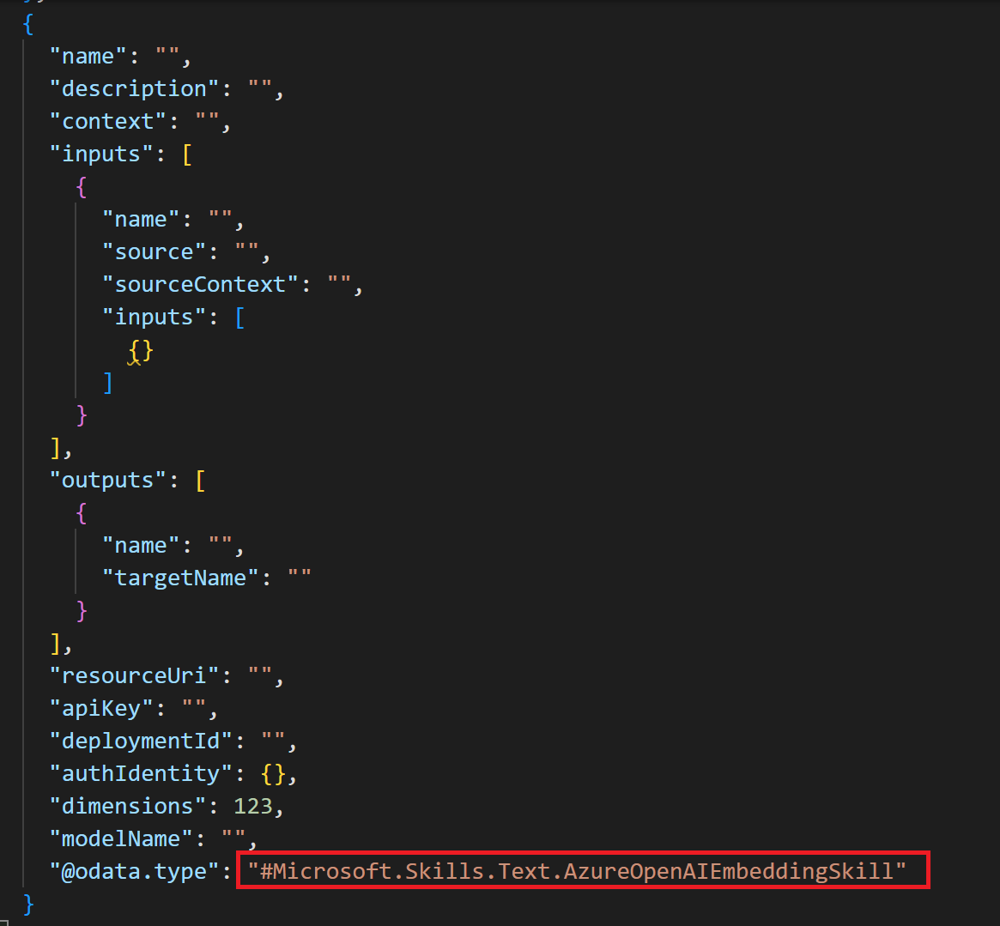 {
"name": "",
"description": "",
"context": "",
"inputs": [
{
"name": "",
"source": "",
"sourceContext": "",
"inputs": [
{}
]
}
],
"outputs": [
{
"name": "",
"targetName": ""
}
],
"resourceUri": "",
"apiKey": "",
"deploymentId": "",
"authIdentity": {},
"dimensions": 123,
"modelName": "",
"@odata.type": "#Microsoft.Skills.Text.AzureOpenAIEmbeddingSkill"
}